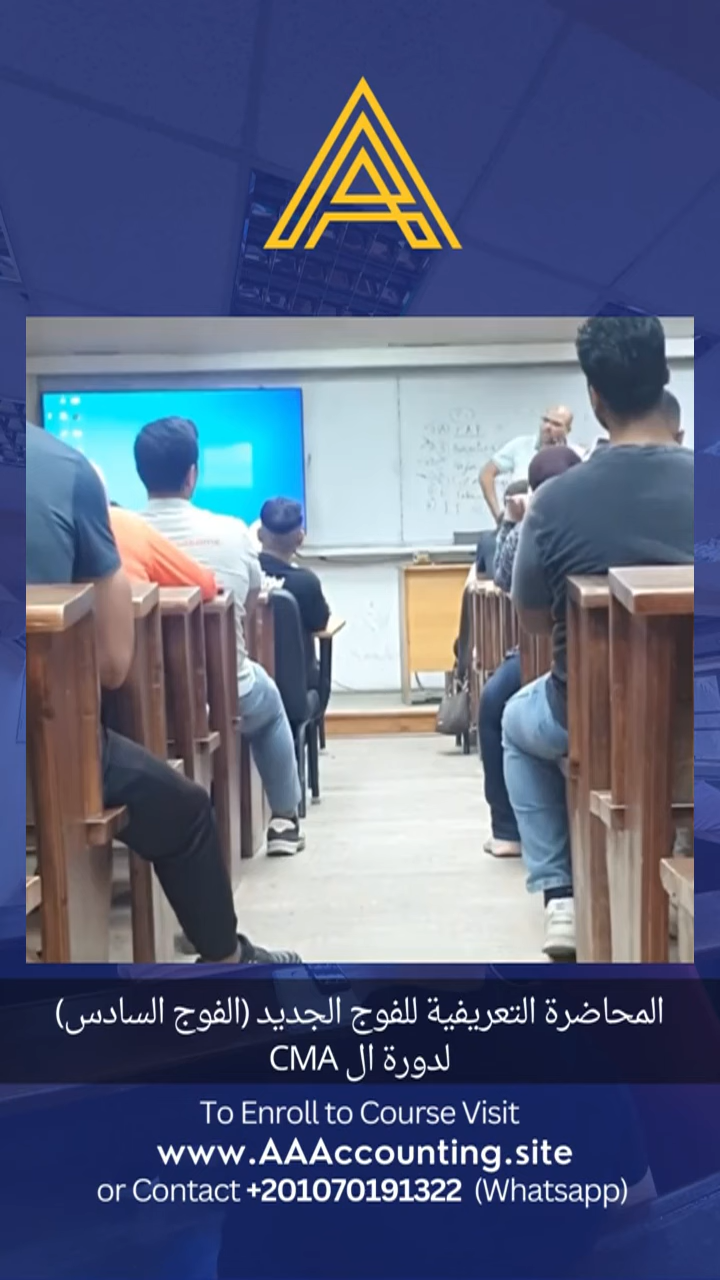 المحاضرة التعريفية للفوج الجديد (الفوج السادس)
لدورة ال CMA
To Enroll to Course Visit
www.AAAccounting.site
or Contact +201070191322 (Whatsapp)